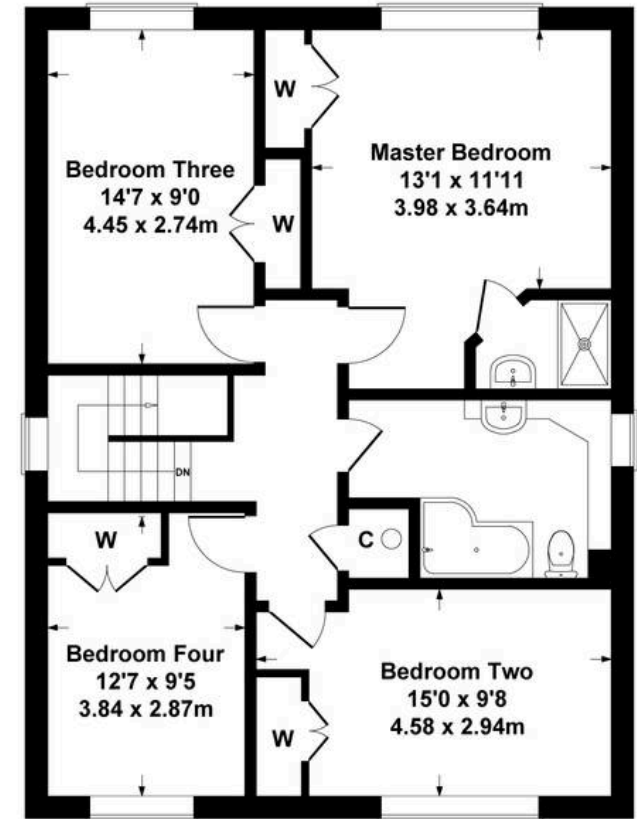 W
Master Bedroom
13'1 x 11'11
3.98 x 3.64m
Bedroom Three
14'7 x 9'0
4.45 x 2.74m
W
DN
W
C
Bedroom Four
12'7 x 9'5
3.84 x 2.87m
Bedroom Two
15'0 x 9'8
4.58 x 2.94m
W